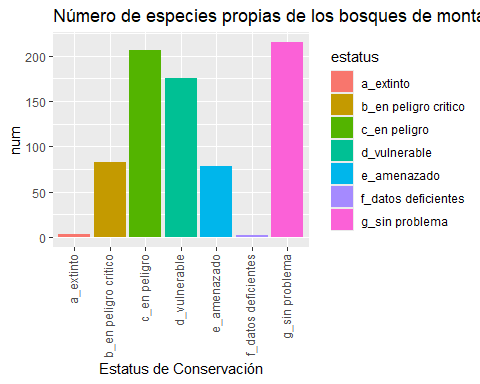 Número de especies propias de los bosques de monta
num
200
150
100
50
0
a_extinto
b_en peligro critico
c_en peligro
d_vulnerable
e_amenazado
f_datos deficientes
g_sin problema
Estatus de Conservación
estatus
a_extinto
b_en peligro critico
c_en peligro
d_vulnerable
e_amenazado
f_datos deficientes
g_sin problema